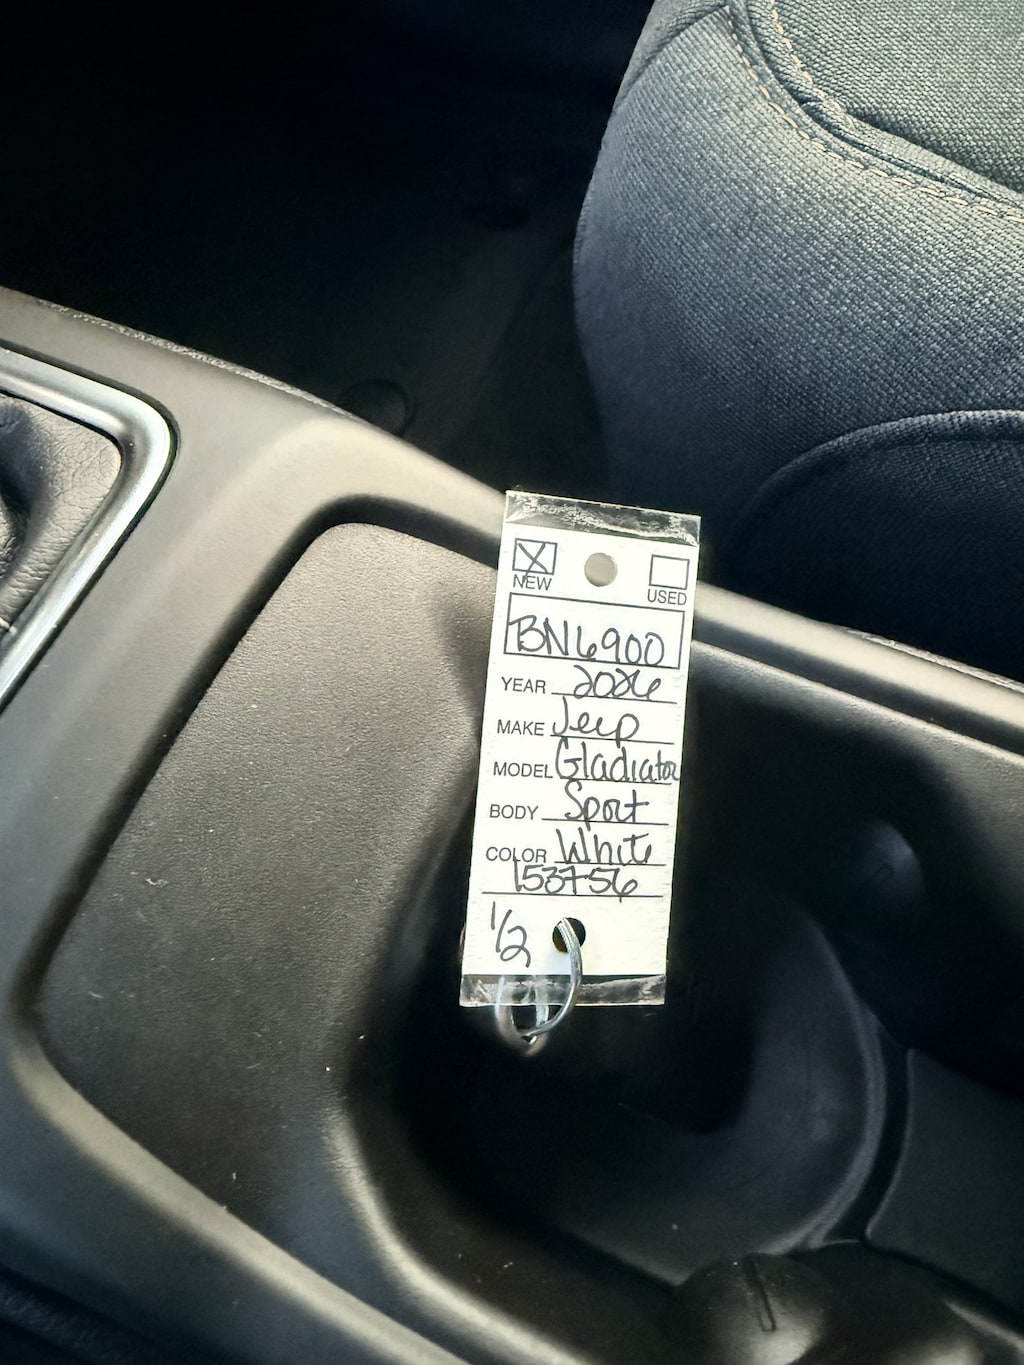 NEW USED
BN6900
YEAR 2026
MAKE Jeep
MODEL Gladiator
BODY Sport
COLOR White
153756
1/2